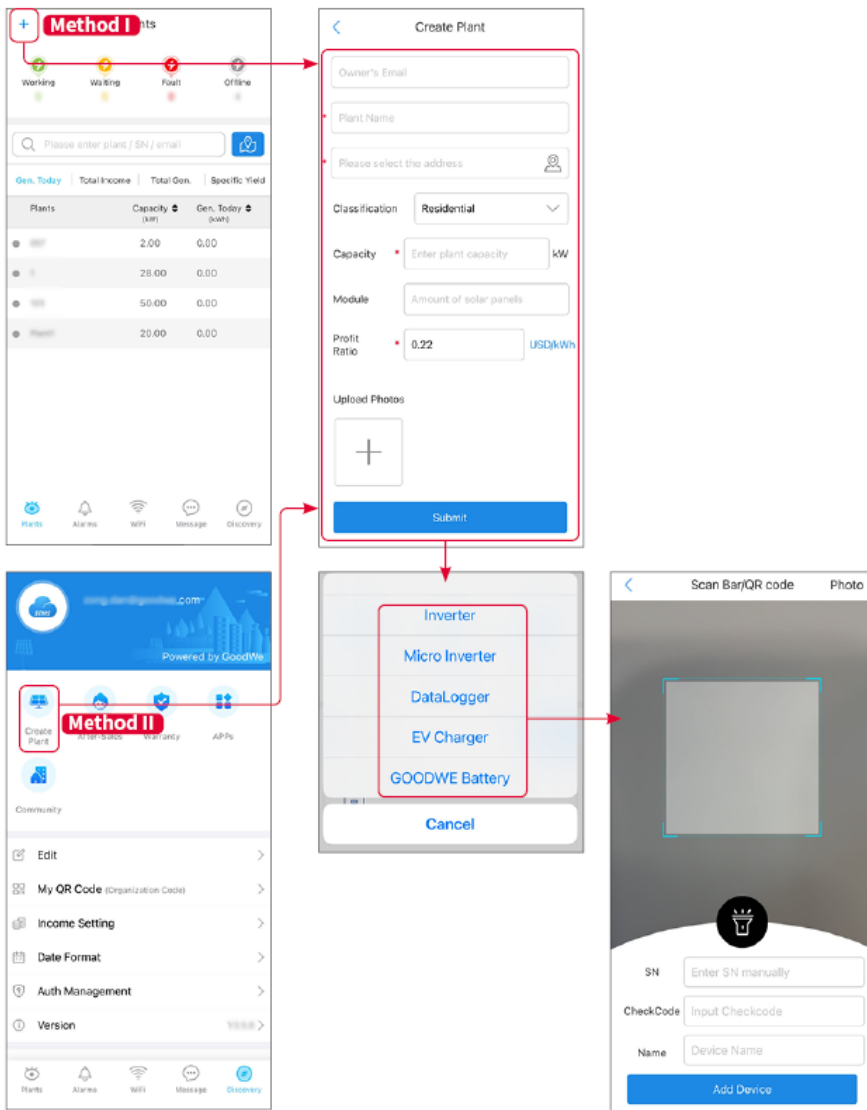 + Method I nts
Working Waiting Fault Offline
Please enter plant / SN / email
Gen. Today Total Income Total Gen. Specific Yield
Plants Capacity (kW) Gen. Today (kWh)
2.00 0.00
28.00 0.00
50.00 0.00
20.00 0.00
Plants Alarms WiFi Message Discovery
Create Plant
Owner's Email
* Plant Name
* Please select the address
Classification Residential
Capacity * Enter plant capacity kW
Module Amount of solar panels
Profit Ratio * 0.22 USD/kWh
Upload Photos
+
Submit
.com
Powered by GoodWe
Create Plant
Method II
After-Sales Warranty APPs
Community
Edit
My QR Code (Organization Code)
Income Setting
Date Format
Auth Management
Version
Plants Alarms WiFi Message Discovery
Inverter
Micro Inverter
DataLogger
EV Charger
GOODWE Battery
Cancel
Scan Bar/QR code Photo
SN Enter SN manually
CheckCode Input Checkcode
Name Device Name
Add Device